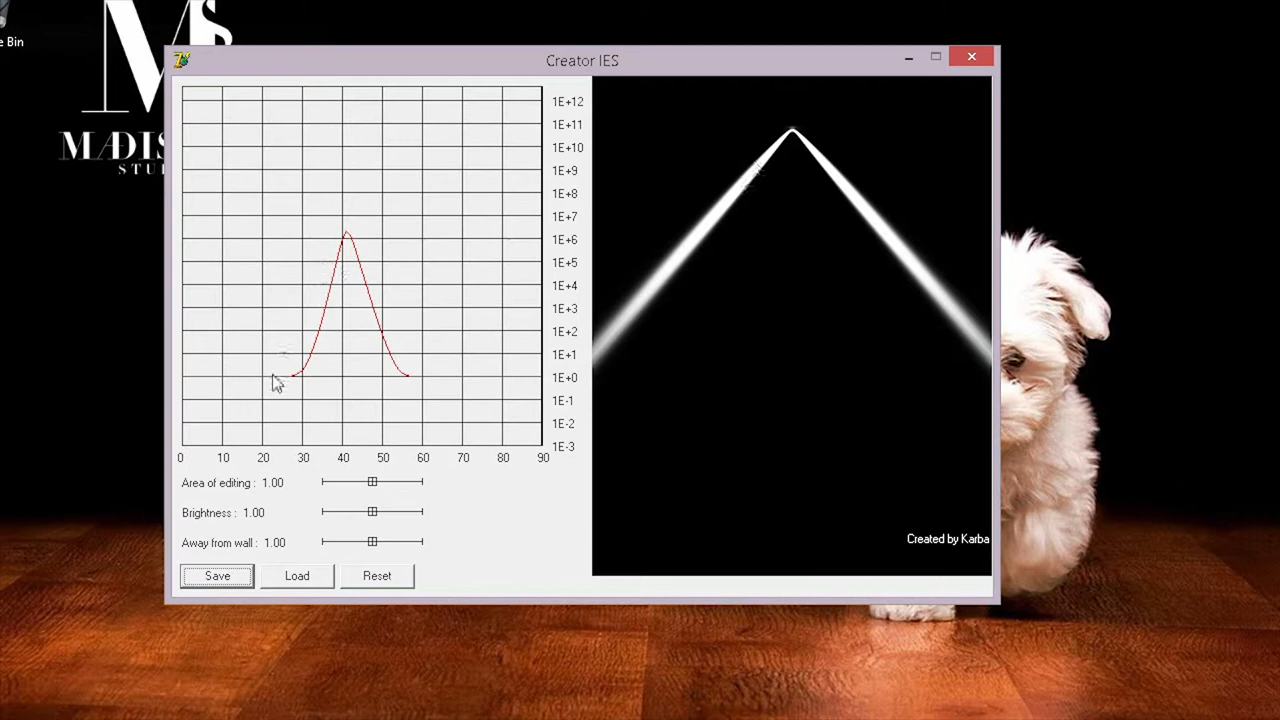 e Bin
Ms
MADIS
STU
Creator IES
1E+12
1E+11
1E+10
1E+9
1E+8
1E+7
1E+6
1E+5
1E+4
1E+3
1E+2
1E+1
1E+0
1E-1
1E-2
1E-3
0 10 20 30 40 50 60 70 80 90
Area of editing : 1.00
Brightness : 1.00
Away from wall : 1.00
Save Load Reset
Created by Karba